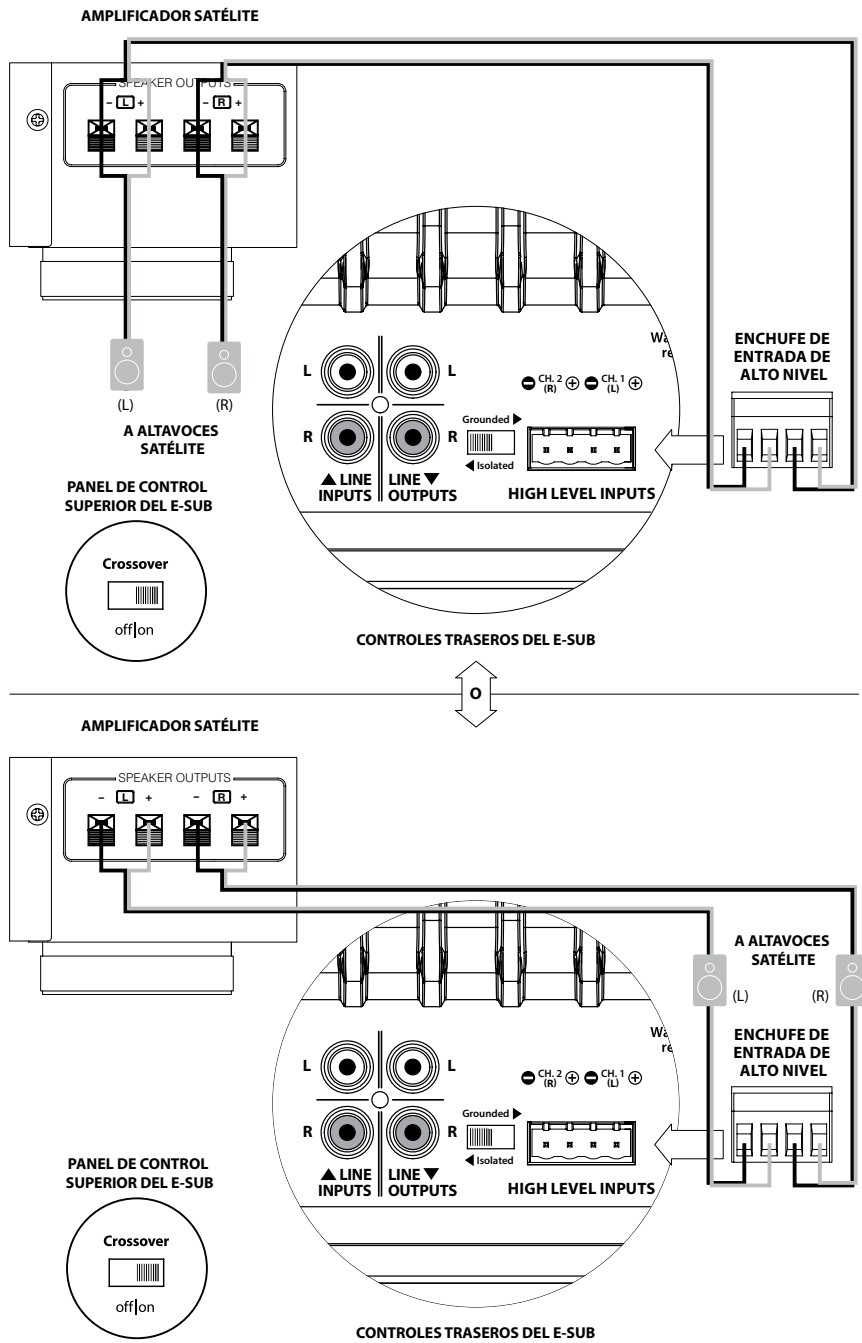 AMPLIFICADOR SATÉLITE
SPEAKER OUTPUTS
- L + - R +
(L) (R)
A ALTAVOCES
SATÉLITE
PANEL DE CONTROL
SUPERIOR DEL E-SUB
Crossover
off|on
L L
R R
▲ LINE
INPUTS
LINE ▼
OUTPUTS
Grounded ▶
◀ Isolated
CH. 2
(R)
CH. 1
(L)
HIGH LEVEL INPUTS
ENCHUFE DE
ENTRADA DE
ALTO NIVEL
CONTROLES TRASEROS DEL E-SUB
O
AMPLIFICADOR SATÉLITE
SPEAKER OUTPUTS
- L + - R +
A ALTAVOCES
SATÉLITE
(L) (R)
ENCHUFE DE
ENTRADA DE
ALTO NIVEL
L L
R R
▲ LINE
INPUTS
LINE ▼
OUTPUTS
Grounded ▶
◀ Isolated
CH. 2
(R)
CH. 1
(L)
HIGH LEVEL INPUTS
PANEL DE CONTROL
SUPERIOR DEL E-SUB
Crossover
off|on
CONTROLES TRASEROS DEL E-SUB